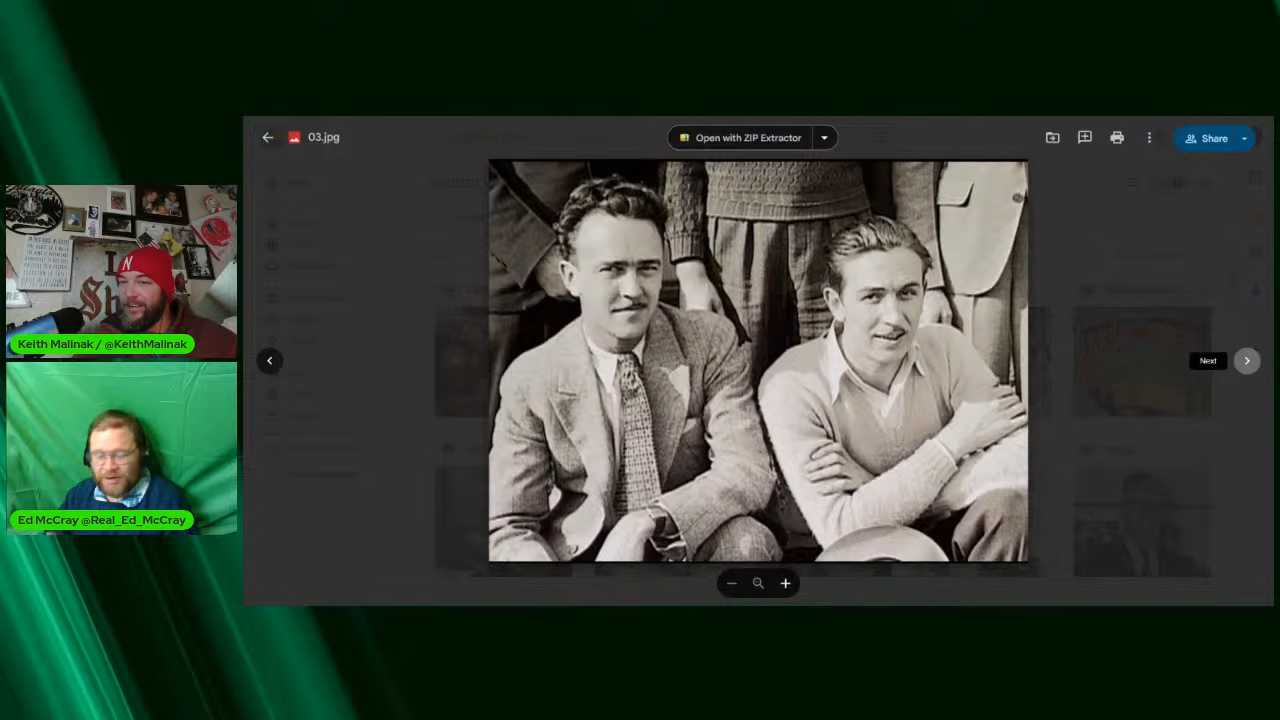 03.jpg
Open with ZIP Extractor
Share
Next
N
Keith Malinak / @KeithMalinak
Ed McCray @Real_Ed_McCray